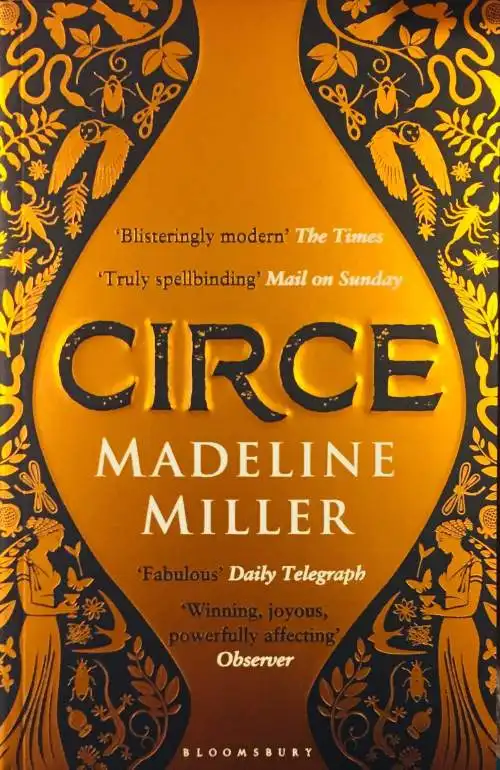 ‘Blisteringly modern’ The Times
‘Truly spellbinding’ Mail on Sunday
CIRCE
MADELINE
MILLER
‘Fabulous’ Daily Telegraph
‘Winning, joyous,
powerfully affecting’
Observer
BLOOMSBURY